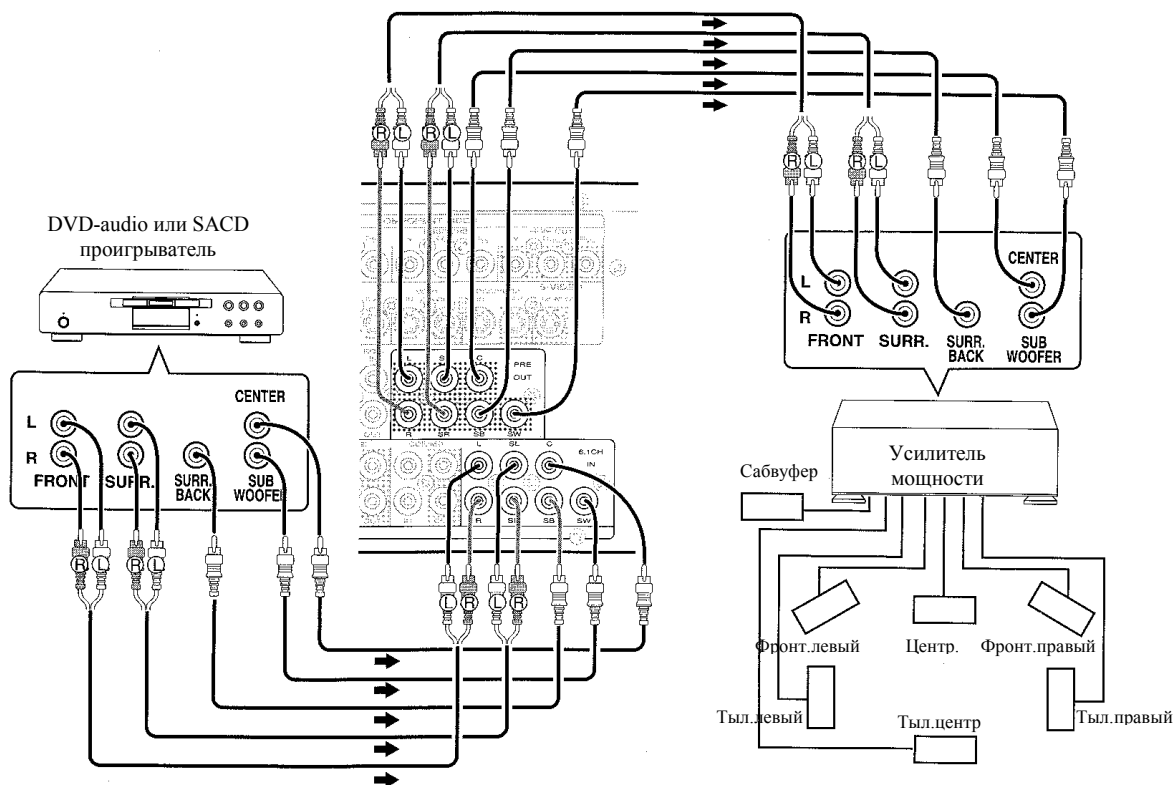 R L R L
R L R L
DVD-audio или SACD
проигрыватель
CENTER
L
R
FRONT SURR. SURR. BACK SUB WOOFER
L
R
FRONT SURR. SURR.
BACK SUB
WOOFER
CENTER
L C PRE
OUT
R SR SB SW
L SL C 6.1CH
IN
R SB SW
R L R L
L R L R
Усилитель
мощности
Сабвуфер
Фронт.левый
Центр.
Фронт.правый
Тыл.левый
Тыл.центр
Тыл.правый